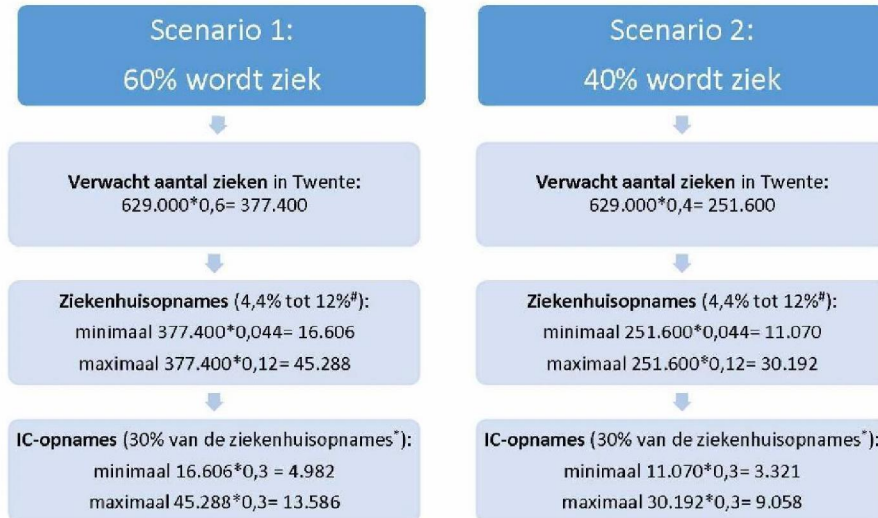 Scenario 1:
60% wordt ziek
Verwacht aantal zieken in Twente:
629.000*0,6= 377.400
Ziekenhuisopnames (4,4% tot 12%#):
minimaal 377.400*0,044= 16.606
maximaal 377.400*0,12= 45.288
IC-opnames (30% van de ziekenhuisopnames*):
minimaal 16.606*0,3 = 4.982
maximaal 45.288*0,3= 13.586
Scenario 2:
40% wordt ziek
Verwacht aantal zieken in Twente:
629.000*0,4= 251.600
Ziekenhuisopnames (4,4% tot 12%#):
minimaal 251.600*0,044= 11.070
maximaal 251.600*0,12= 30.192
IC-opnames (30% van de ziekenhuisopnames*):
minimaal 11.070*0,3= 3.321
maximaal 30.192*0,3= 9.058